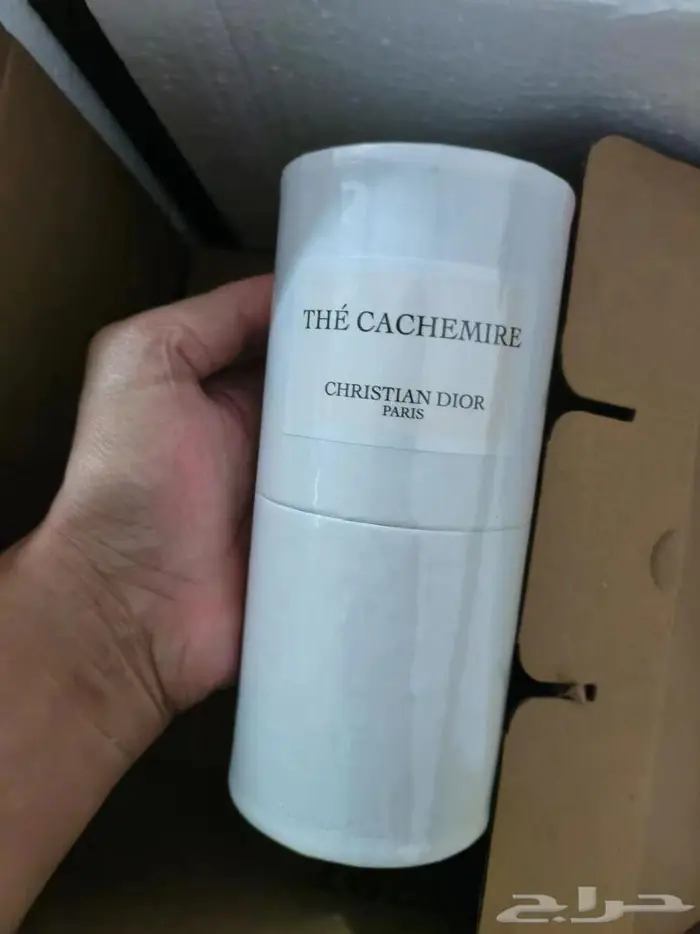 THÉ CACHEMIRE
CHRISTIAN DIOR
PARIS
حراج